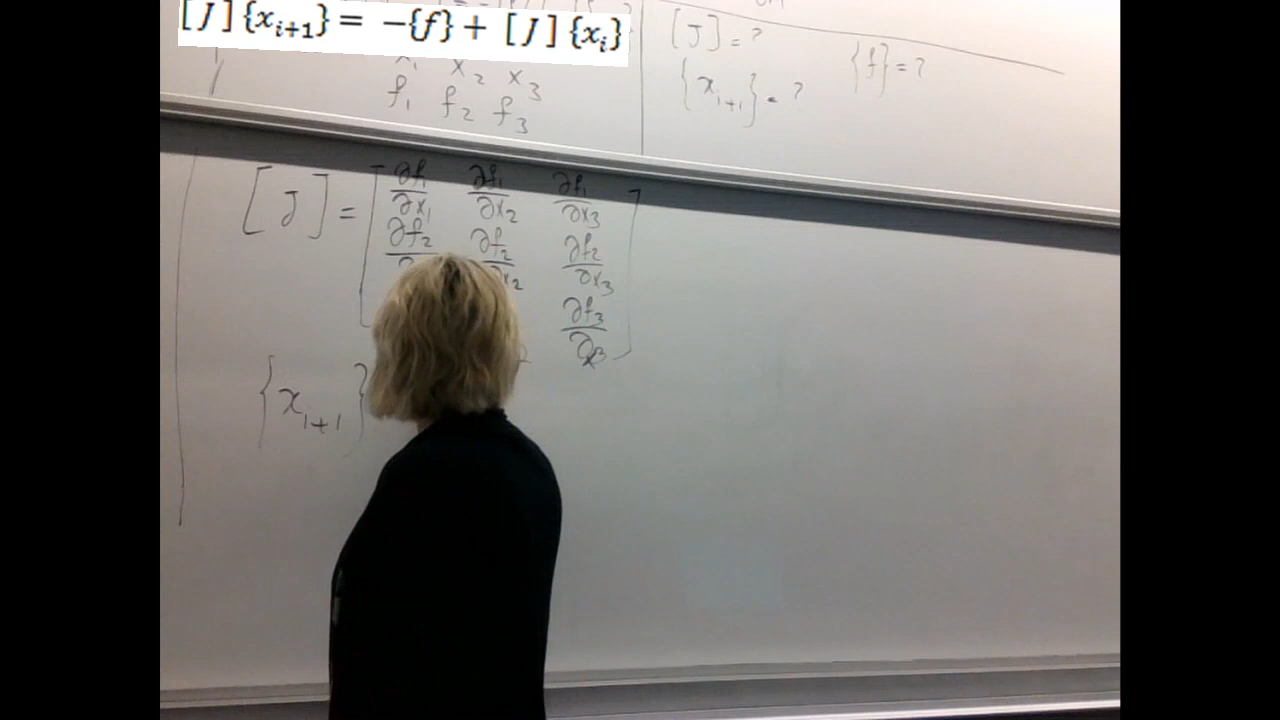 [J]{x_{i+1}} = -{f} + [J]{x_i}
[J] = ?
{f} = ?
{x_{i+1}} = ?
x_2 x_3
f_1 f_2 f_3
[J] = [ ∂f_1/∂x_1 ∂f_1/∂x_2 ∂f_1/∂x_3
∂f_2 ∂f_2/∂x_2 ∂f_2/∂x_3
∂f_3/∂x_3 ]
{x_{i+1}}